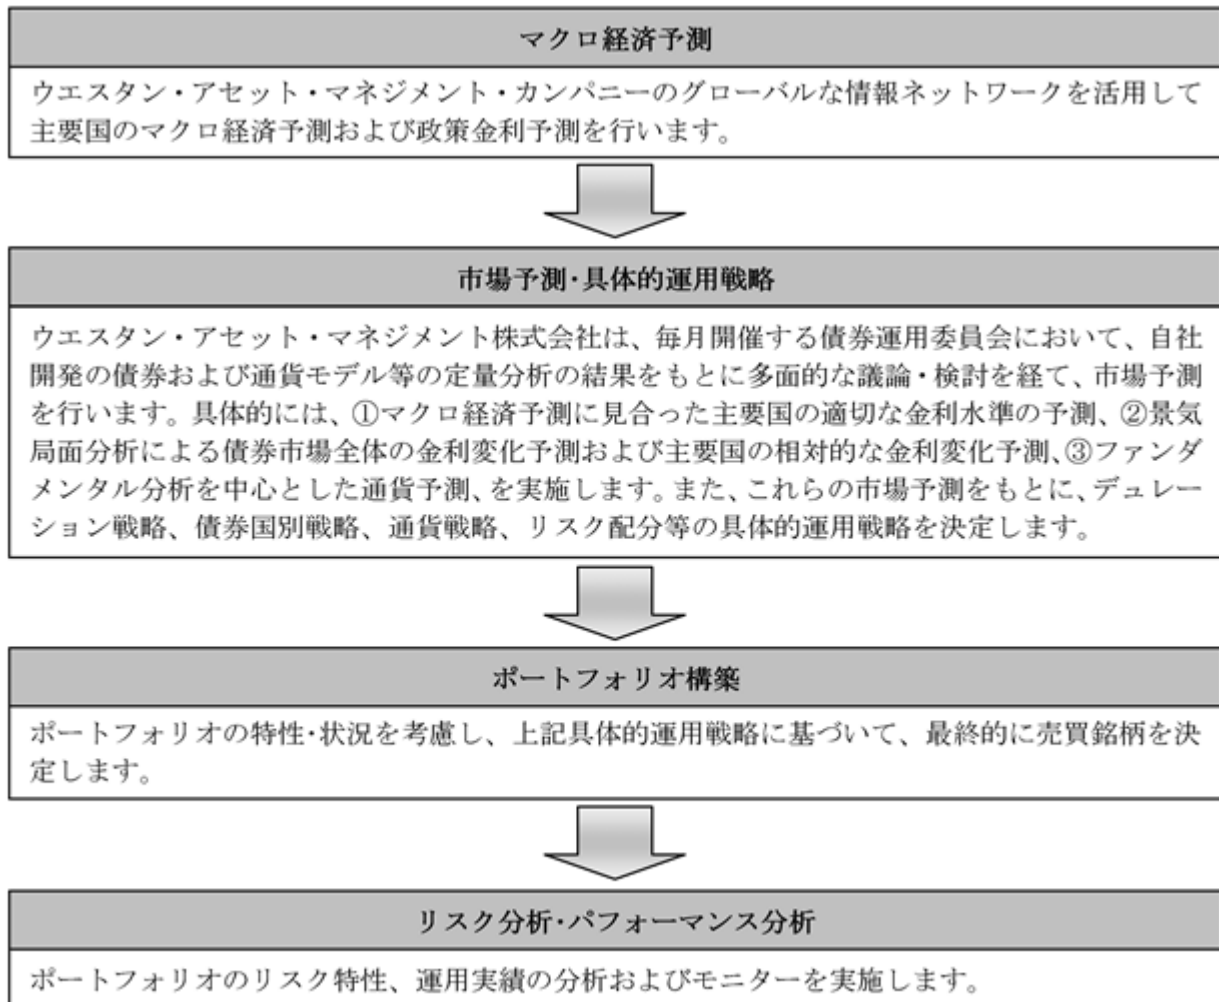 マクロ経済予測
ウエスタン・アセット・マネジメント・カンパニーのグローバルな情報ネットワークを活用して
主要国のマクロ経済予測および政策金利予測を行います。
市場予測･具体的運用戦略
ウエスタン・アセット・マネジメント株式会社は、毎月開催する債券運用委員会において、自社
開発の債券および通貨モデル等の定量分析の結果をもとに多面的な議論・検討を経て、市場予測
を行います。具体的には、①マクロ経済予測に見合った主要国の適切な金利水準の予測、②景気
局面分析による債券市場全体の金利変化予測および主要国の相対的な金利変化予測、③ファンダ
メンタル分析を中心とした通貨予測、を実施します。また、これらの市場予測をもとに、デュレー
ション戦略、債券国別戦略、通貨戦略、リスク配分等の具体的運用戦略を決定します。
ポートフォリオ構築
ポートフォリオの特性･状況を考慮し、上記具体的運用戦略に基づいて、最終的に売買銘柄を決
定します。
リスク分析･パフォーマンス分析
ポートフォリオのリスク特性、運用実績の分析およびモニターを実施します。